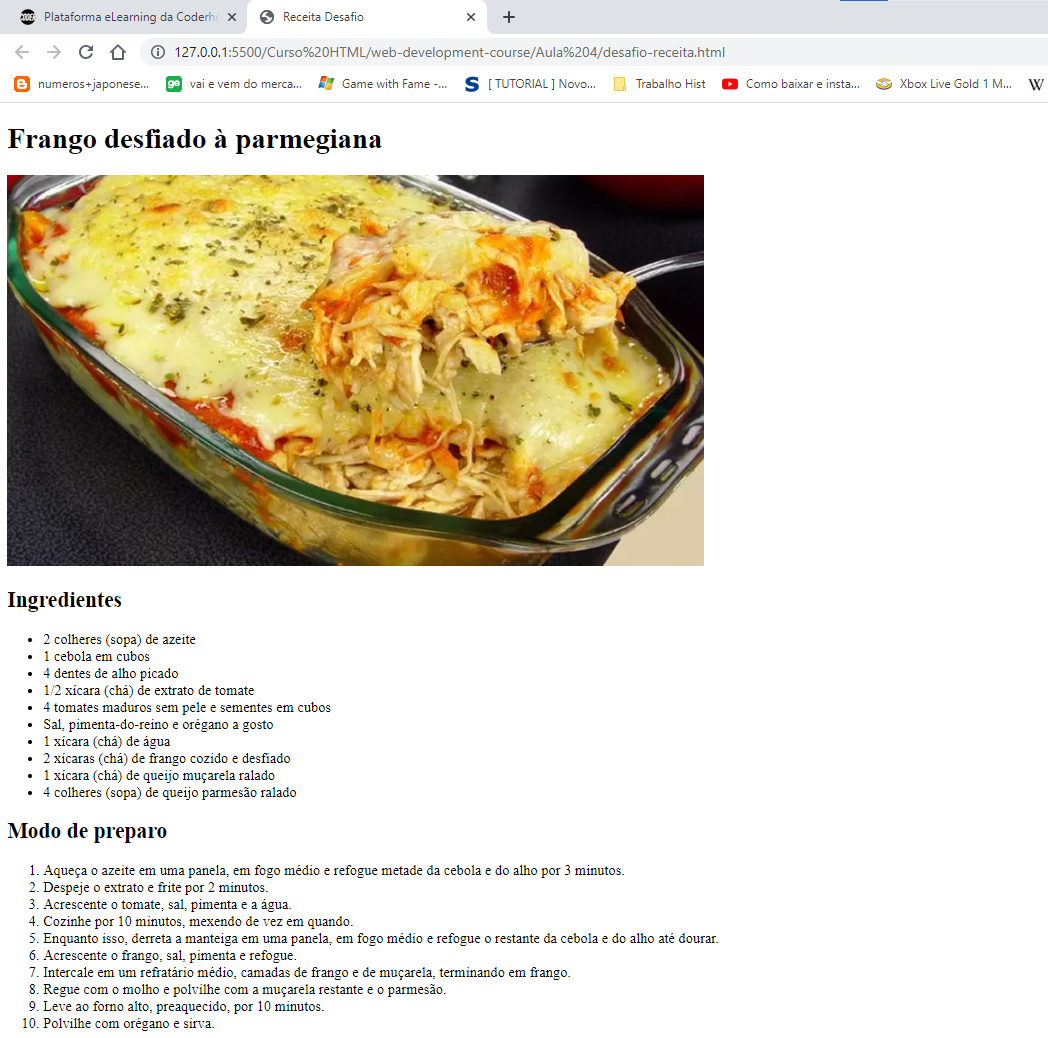 Plataforma eLearning da Coderh
Receita Desafio
127.0.0.1:5500/Curso%20HTML/web-development-course/Aula%204/desafio-receita.html
numeros+japonese...
vai e vem do merca...
Game with Fame -...
[ TUTORIAL ] Novo...
Trabalho Hist
Como baixar e insta...
Xbox Live Gold 1 M...
Frango desfiado à parmegiana
Ingredientes
• 2 colheres (sopa) de azeite
• 1 cebola em cubos
• 4 dentes de alho picado
• 1/2 xícara (chá) de extrato de tomate
• 4 tomates maduros sem pele e sementes em cubos
• Sal, pimenta-do-reino e orégano a gosto
• 1 xícara (chá) de água
• 2 xícaras (chá) de frango cozido e desfiado
• 1 xícara (chá) de queijo muçarela ralado
• 4 colheres (sopa) de queijo parmesão ralado
Modo de preparo
1. Aqueça o azeite em uma panela, em fogo médio e refogue metade da cebola e do alho por 3 minutos.
2. Despeje o extrato e frite por 2 minutos.
3. Acrescente o tomate, sal, pimenta e a água.
4. Cozinhe por 10 minutos, mexendo de vez em quando.
5. Enquanto isso, derreta a manteiga em uma panela, em fogo médio e refogue o restante da cebola e do alho até dourar.
6. Acrescente o frango, sal, pimenta e refogue.
7. Intercale em um refratário médio, camadas de frango e de muçarela, terminando em frango.
8. Regue com o molho e polvilhe com a muçarela restante e o parmesão.
9. Leve ao forno alto, preaquecido, por 10 minutos.
10. Polvilhe com orégano e sirva.